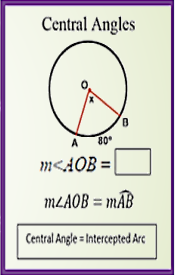 Central Angles
O
x
B
A
80°
m<AOB =
m∠AOB = mAB̂
Central Angle = Intercepted Arc